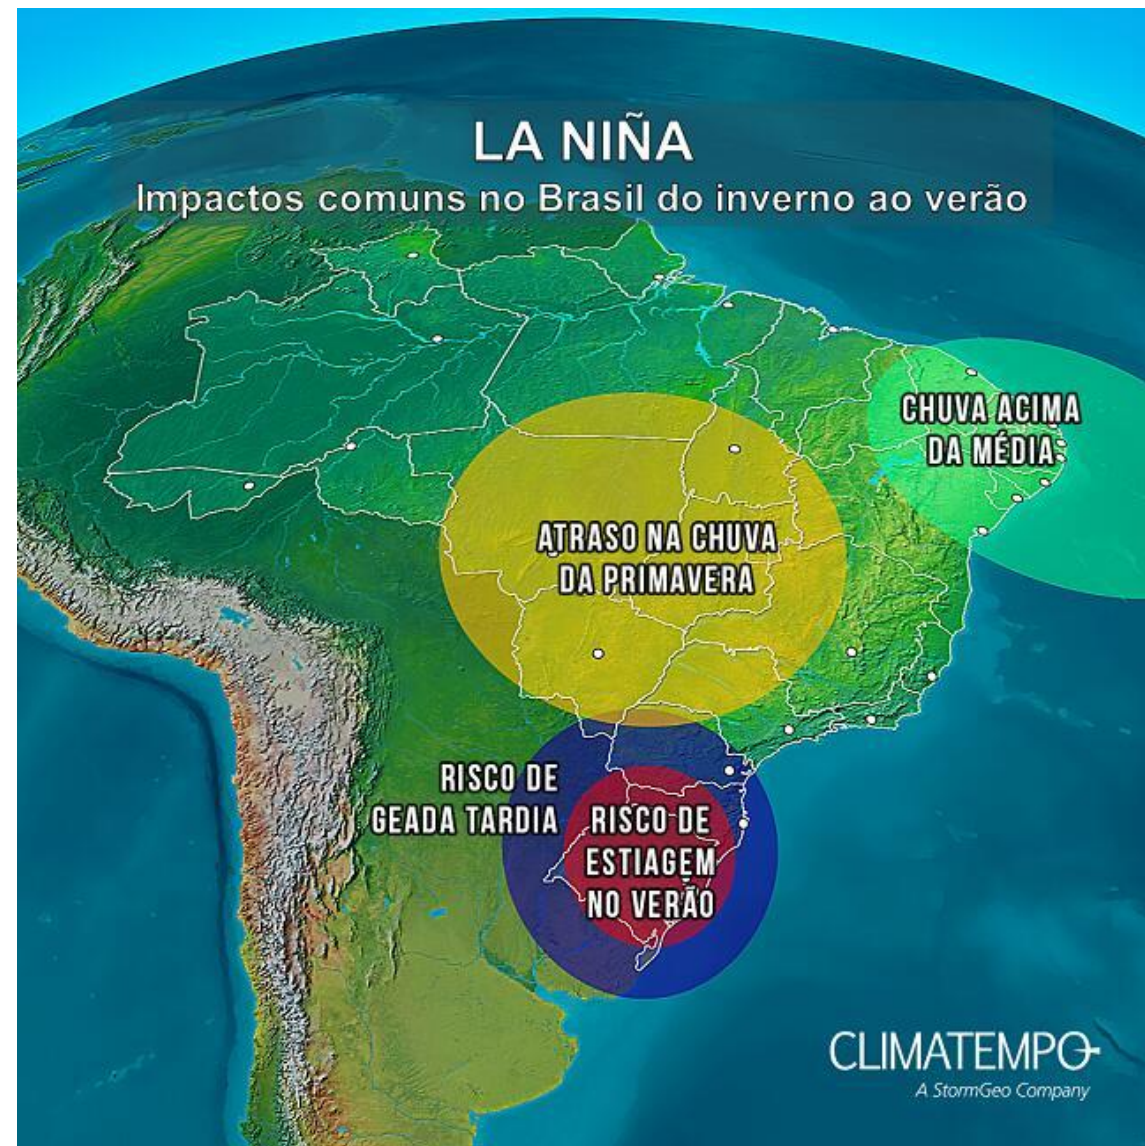 LA NIÑA
Impactos comuns no Brasil do inverno ao verão
CHUVA ACIMA
DA MÉDIA
ATRASO NA CHUVA
DA PRIMAVERA
RISCO DE
GEADA TARDIA
RISCO DE
ESTIAGEM
NO VERÃO
CLIMATEMPO
A StormGeo Company